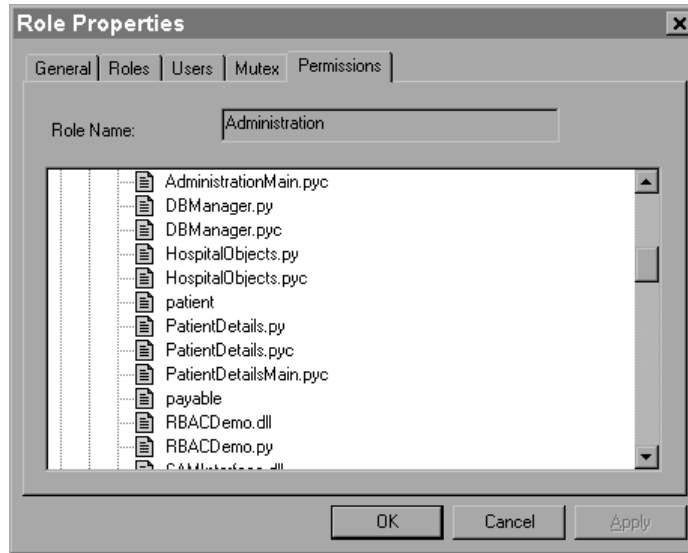 Role Properties
General Roles Users Mutex Permissions
Role Name: Administration
AdministrationMain.pyc
DBManager.py
DBManager.pyc
HospitalObjects.py
HospitalObjects.pyc
patient
PatientDetails.py
PatientDetails.pyc
PatientDetailsMain.pyc
payable
RBACDemo.dll
RBACDemo.py
OK Cancel Apply